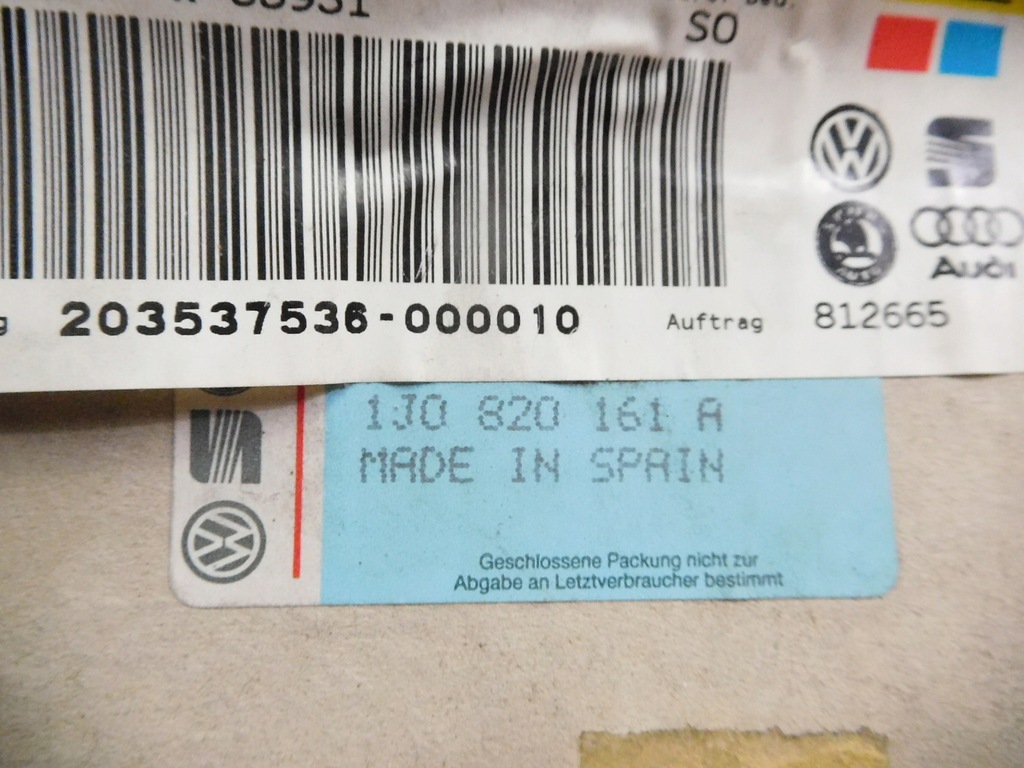 SO
203537536-000010
Auftrag 812665
Audi
1J0 820 161 A
MADE IN SPAIN
Geschlossene Packung nicht zur
Abgabe an Letztverbraucher bestimmt